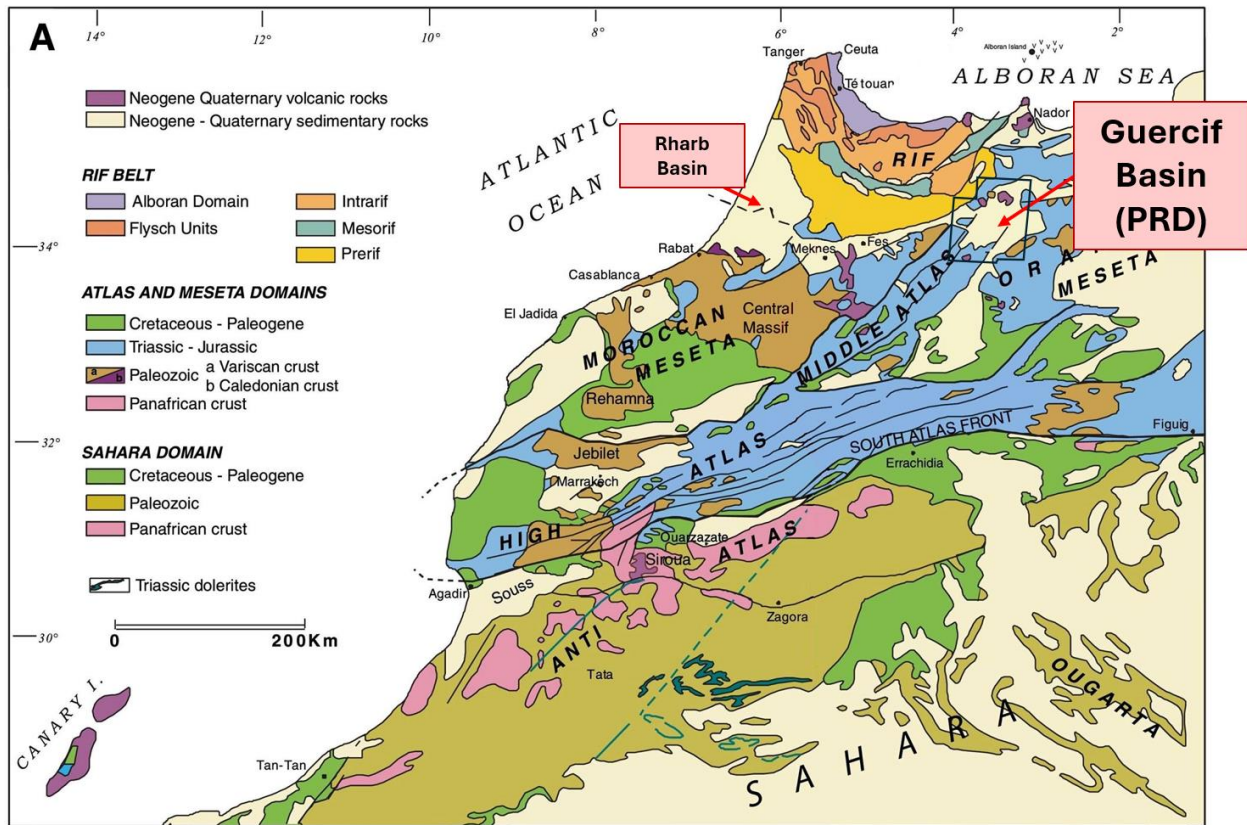 A
14°
12°
10°
8°
6°
4°
2°
Neogene Quaternary volcanic rocks
Neogene - Quaternary sedimentary rocks
RIF BELT
Alboran Domain
Flysch Units
Intrarif
Mesorif
Prerif
ATLAS AND MESETA DOMAINS
Cretaceous - Paleogene
Triassic - Jurassic
a b Paleozoic a Variscan crust
b Caledonian crust
Panafrican crust
SAHARA DOMAIN
Cretaceous - Paleogene
Paleozoic
Panafrican crust
Triassic dolerites
0 200Km
34°
32°
30°
ATLANTIC
OCEAN
Rharb
Basin
Tanger
Ceuta
Tétouan
Alboran Island
v v v v v v v v
ALBORAN SEA
Nador
Guercif
Basin
(PRD)
RIF
Rabat
Meknes
Fes
Casablanca
El Jadida
MOROCCAN
MESETA
Central
Massif
MIDDLE ATLAS
ORA
MESETA
Rehamna
Jebilet
Marrakech
HIGH
ATLAS
SOUTH ATLAS FRONT
Figuig
Errachidia
Ouarzazate
Siroua
ANTI
ATLAS
Agadir
Souss
Zagora
Tata
OUGARTA
SAHARA
Tan-Tan
CANARY I.